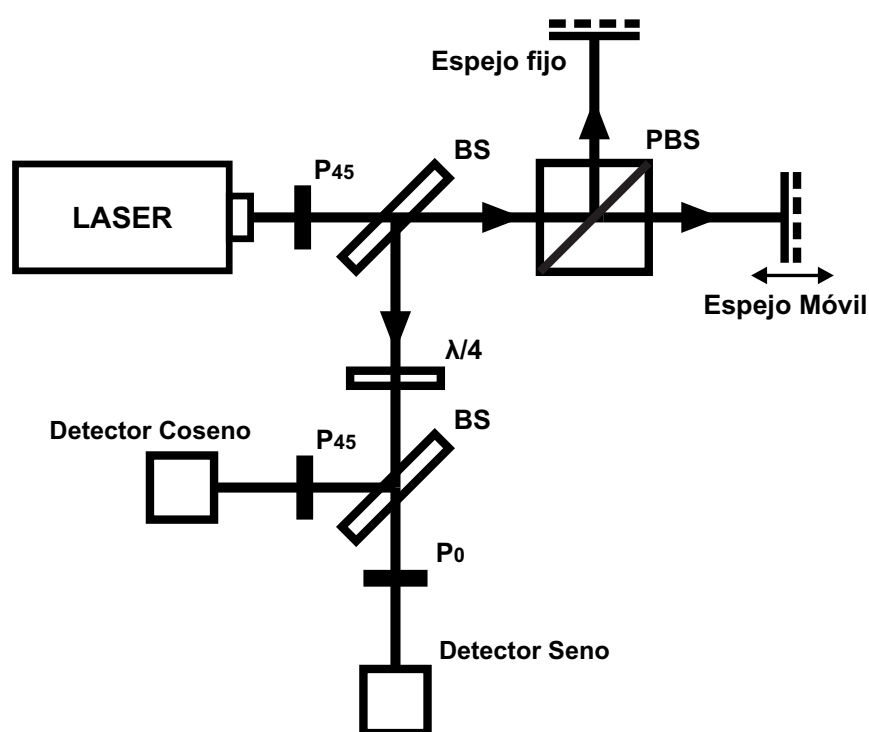 Espejo fijo
PBS
BS
P45
LASER
Espejo Móvil
λ/4
BS
Detector Coseno
P45
P0
Detector Seno